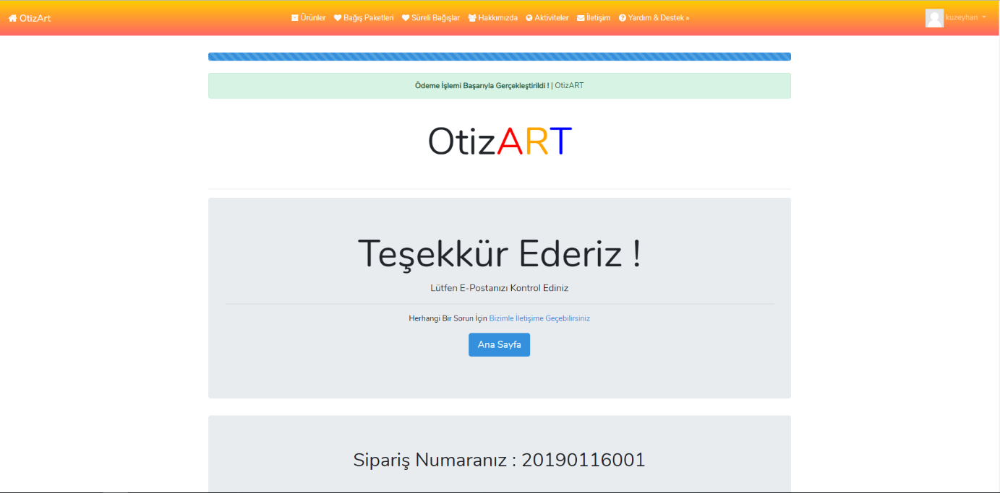 OtizArt Ürünler Bağış Paketleri Süreli Bağışlar Hakkımızda Aktiviteler İletişim Yardım & Destek » kuzeyhan
Ödeme İşlemi Başarıyla Gerçekleştirildi ! | OtizART
OtizART
Teşekkür Ederiz !
Lütfen E-Postanızı Kontrol Ediniz
Herhangi Bir Sorun İçin Bizimle İletişime Geçebilirsiniz
Ana Sayfa
Sipariş Numaranız : 20190116001